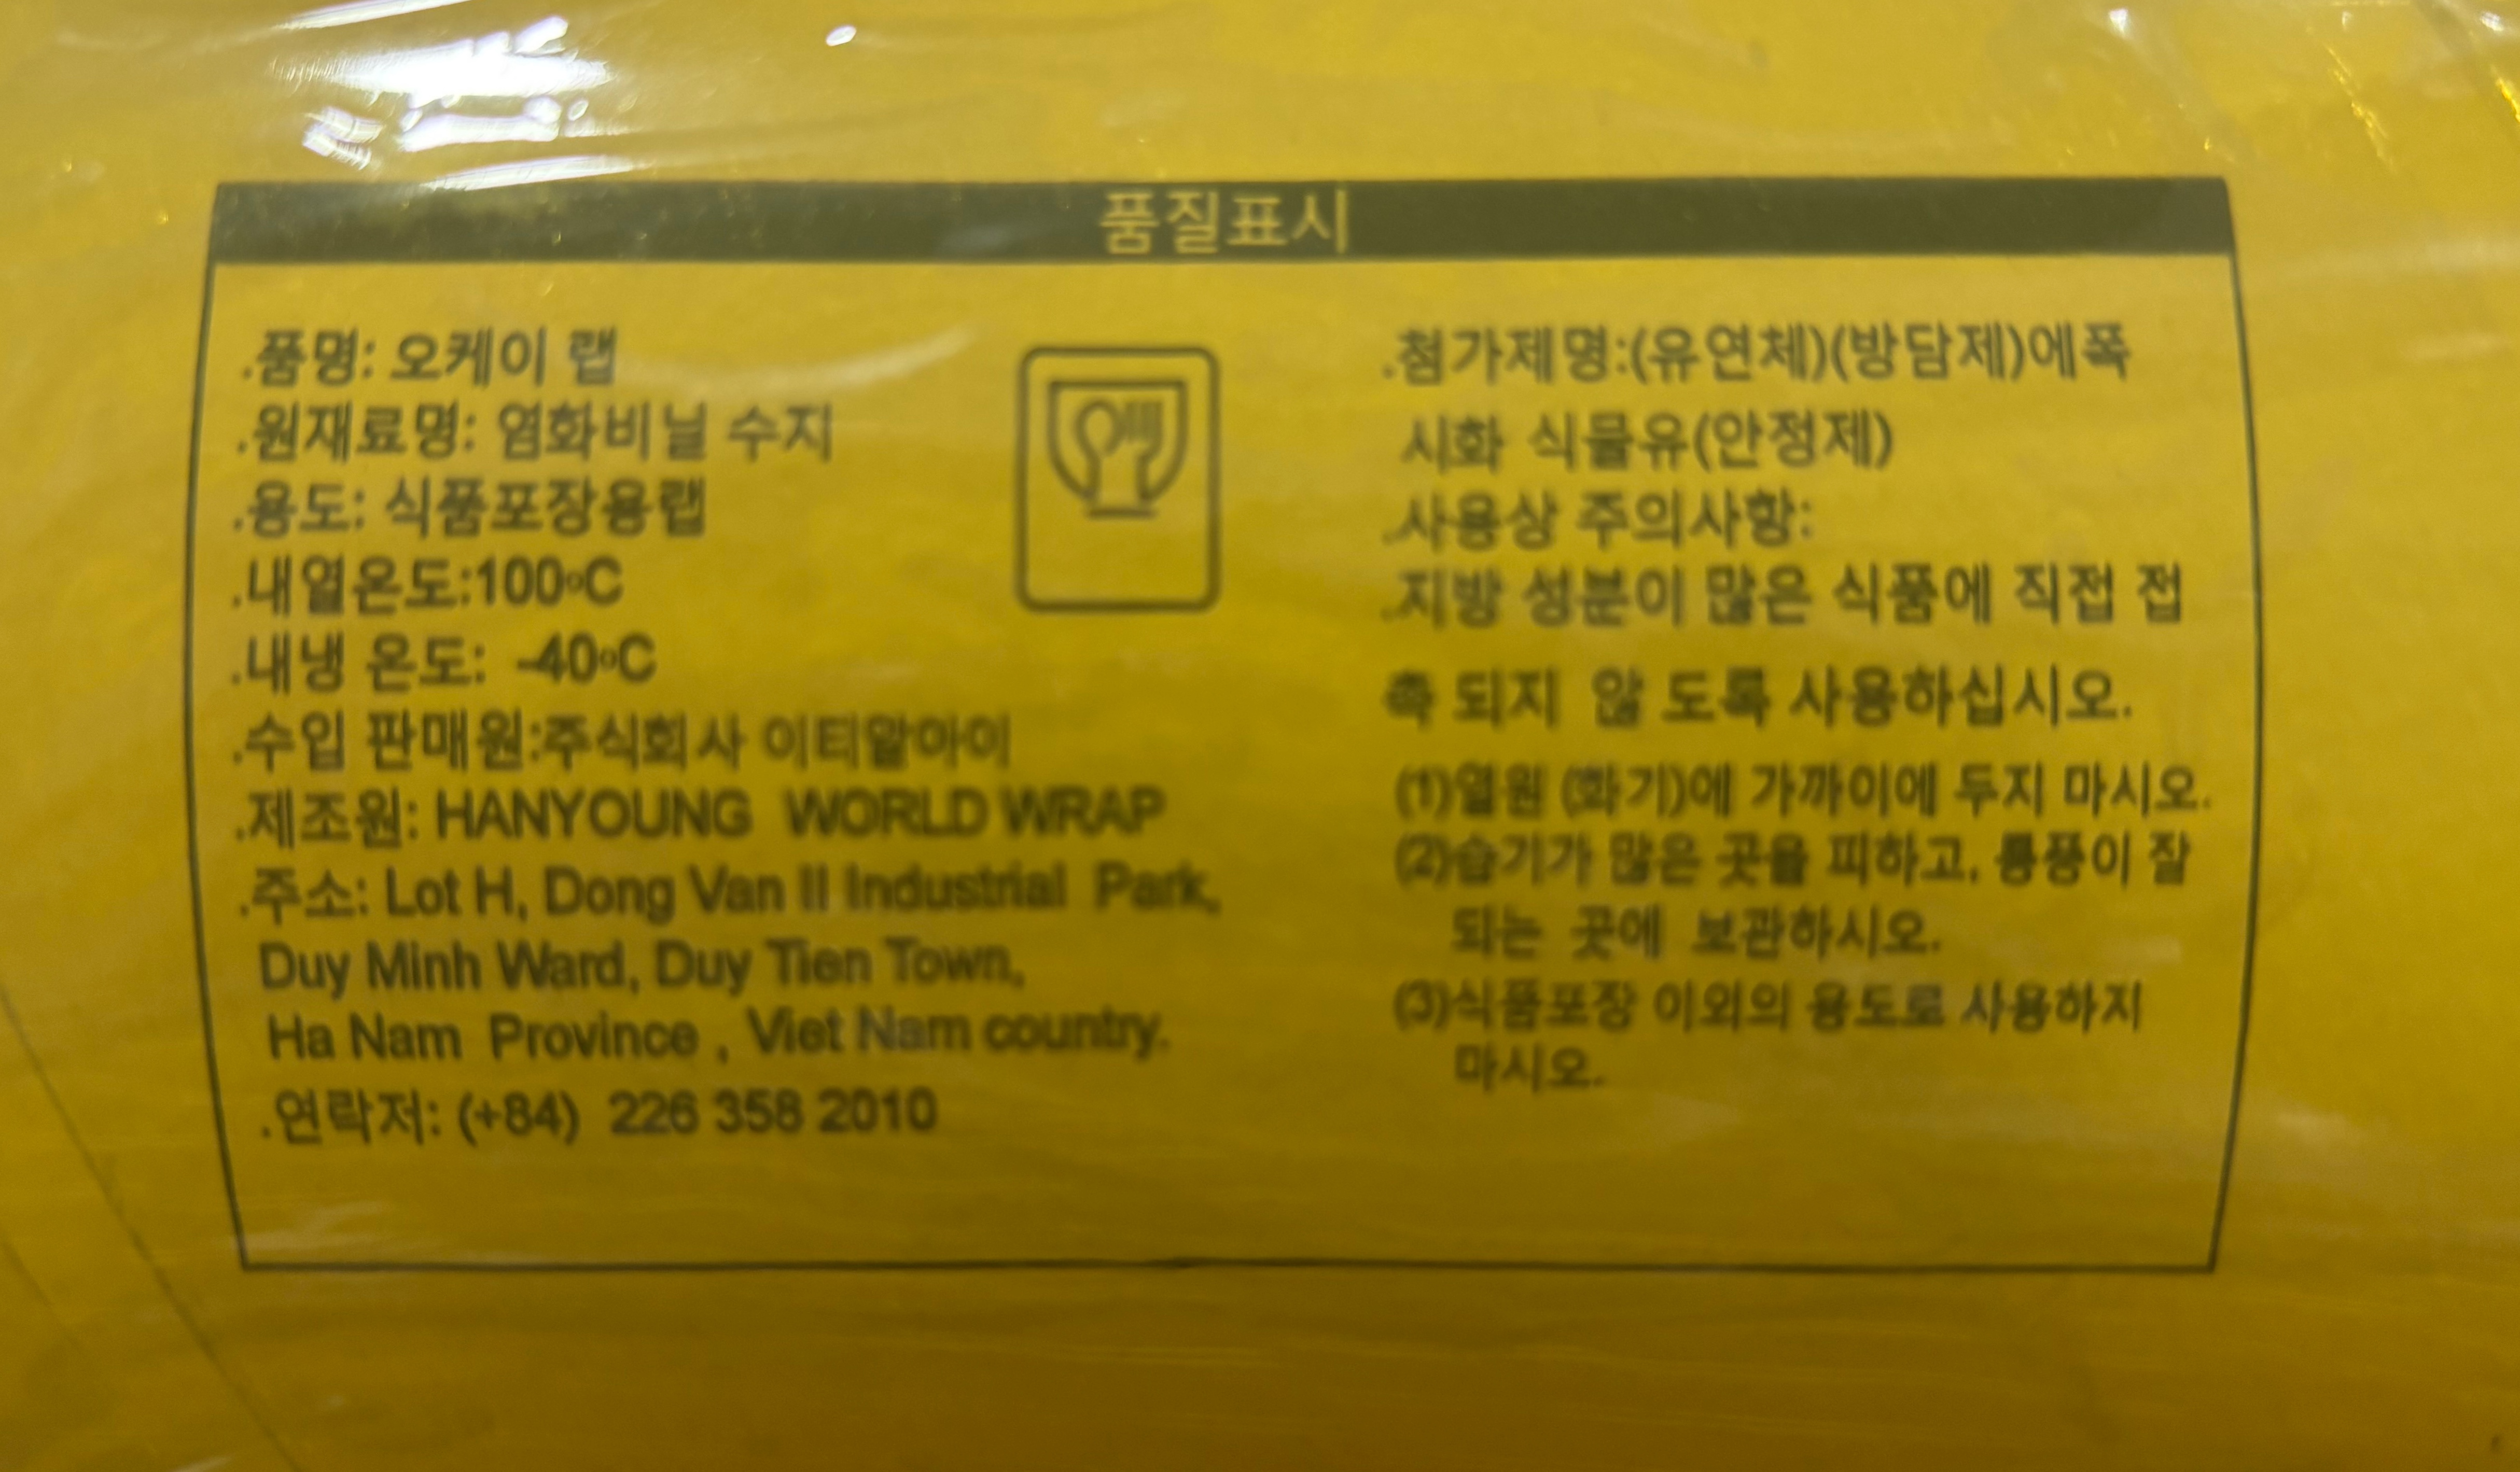 품질표시
.품명: 오케이 랩
.원재료명: 염화비닐 수지
.용도: 식품포장용랩
.내열온도:100°C
.내냉 온도: -40°C
.수입 판매원:주식회사 이티알아이
.제조원: HANYOUNG WORLD WRAP
.주소: Lot H, Dong Van II Industrial Park,
Duy Minh Ward, Duy Tien Town,
Ha Nam Province , Viet Nam country.
.연락저: (+84) 226 358 2010
.첨가제명:(유연체)(방담제)에폭
시화 식물유(안정제)
.사용상 주의사항:
.지방 성분이 많은 식품에 직접 접
촉 되지 않 도록 사용하십시오.
(1)열원 (화기)에 가까이에 두지 마시오.
(2)습기가 많은 곳을 피하고, 통풍이 잘
되는 곳에 보관하시오.
(3)식품포장 이외의 용도로 사용하지
마시오.